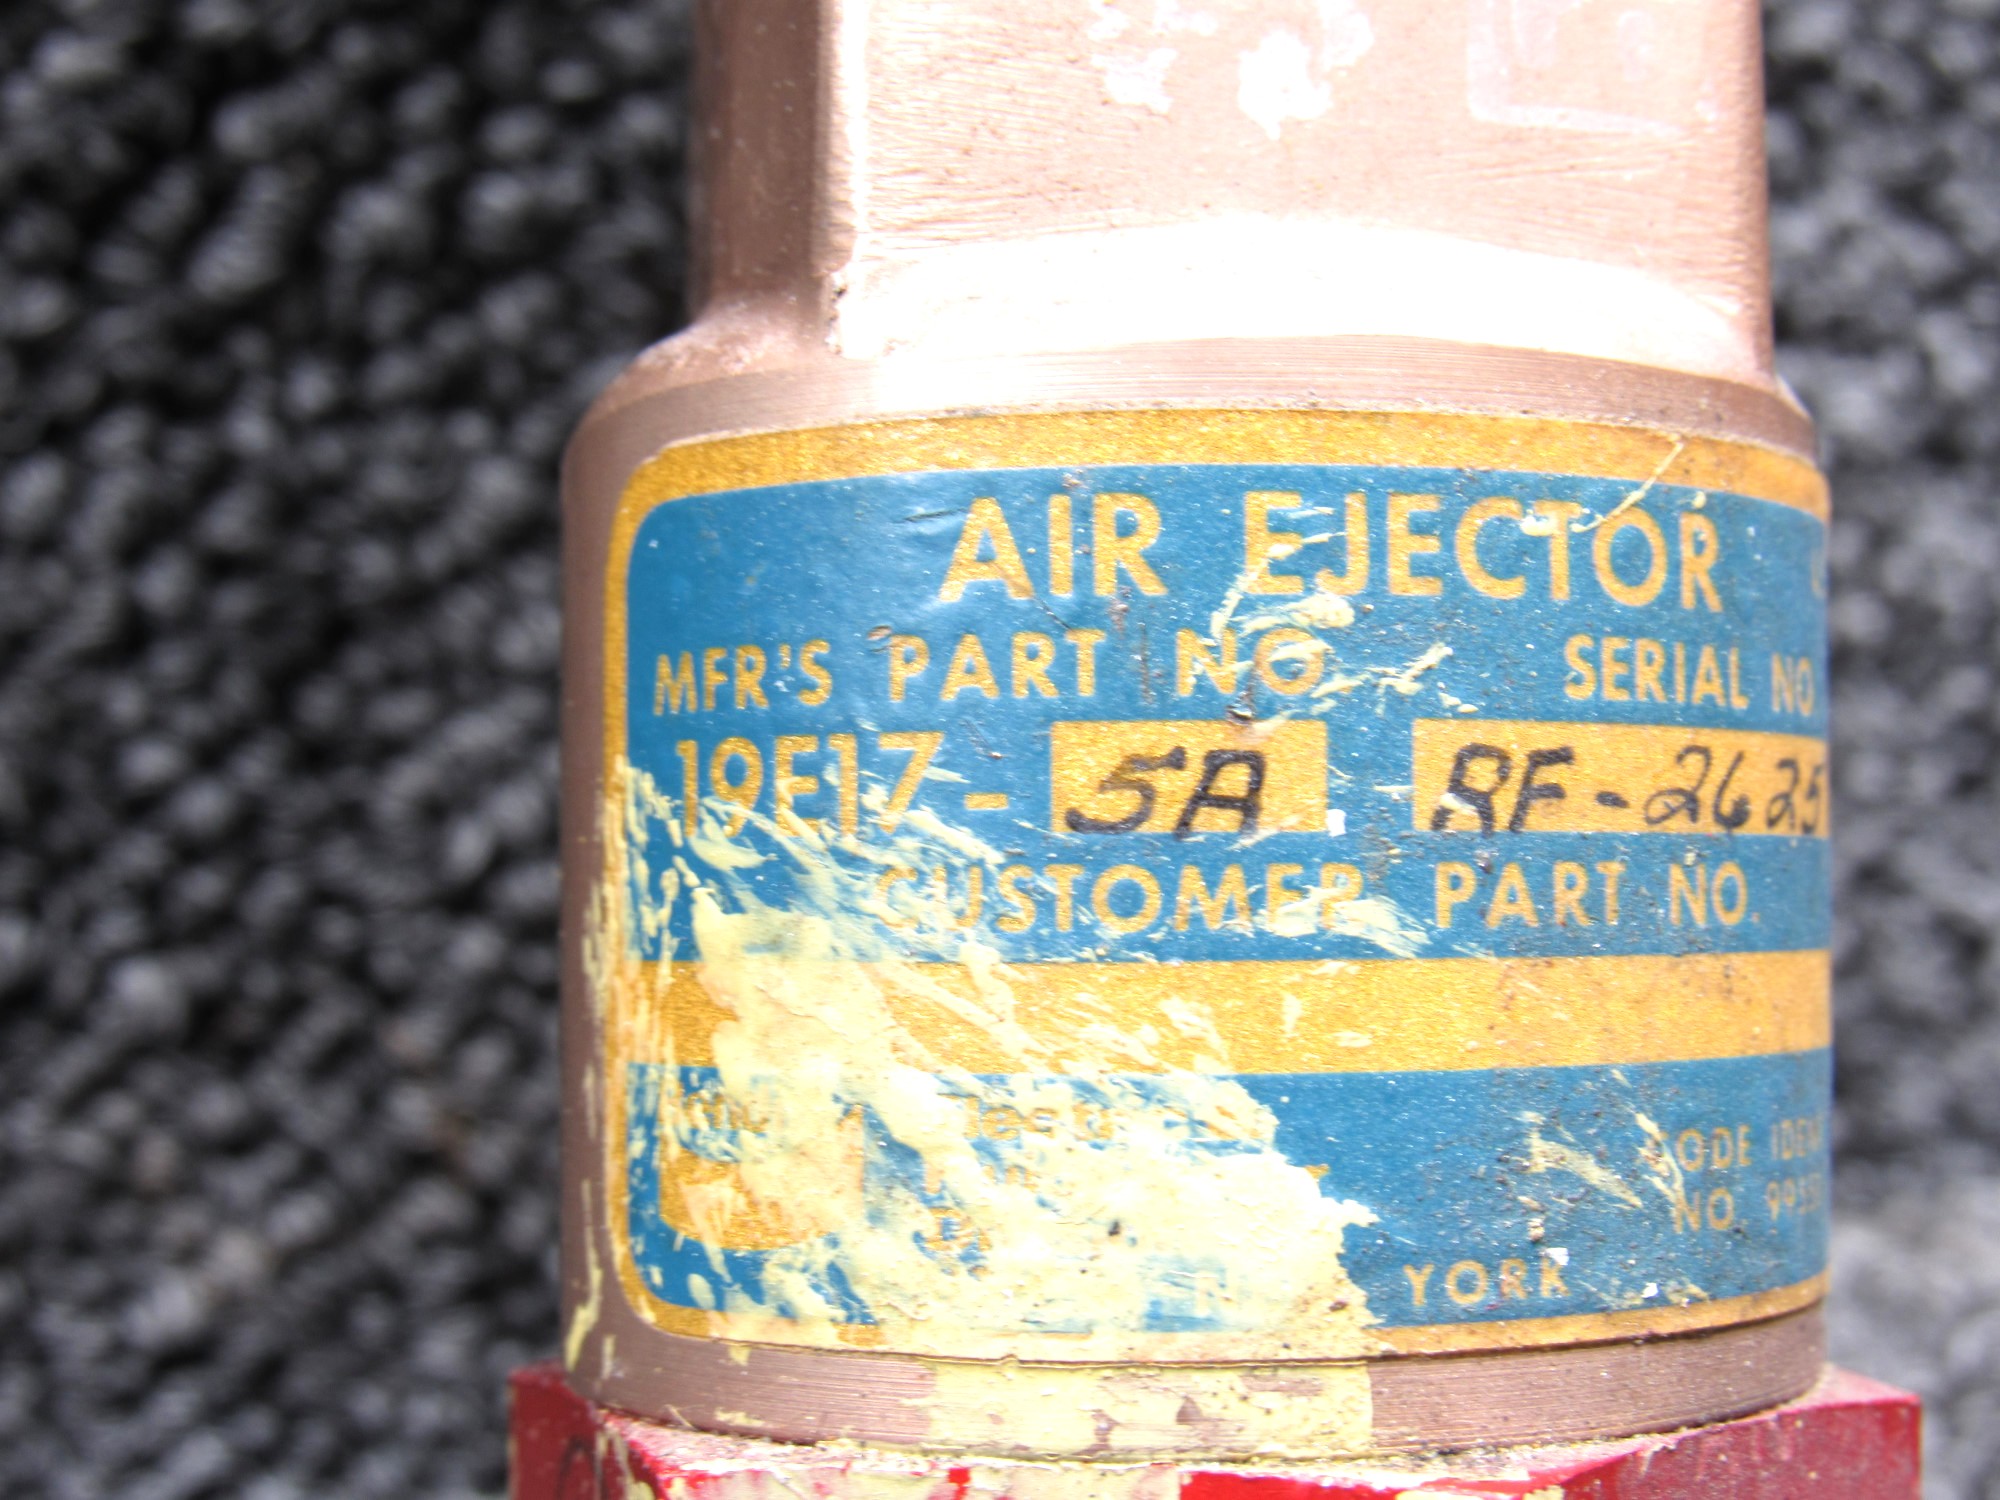 AIR EJECTOR
MFR'S PART NO SERIAL NO
19E17- 5A RF-2625
CUSTOMER PART NO.
CODE IDENT
NO
YORK